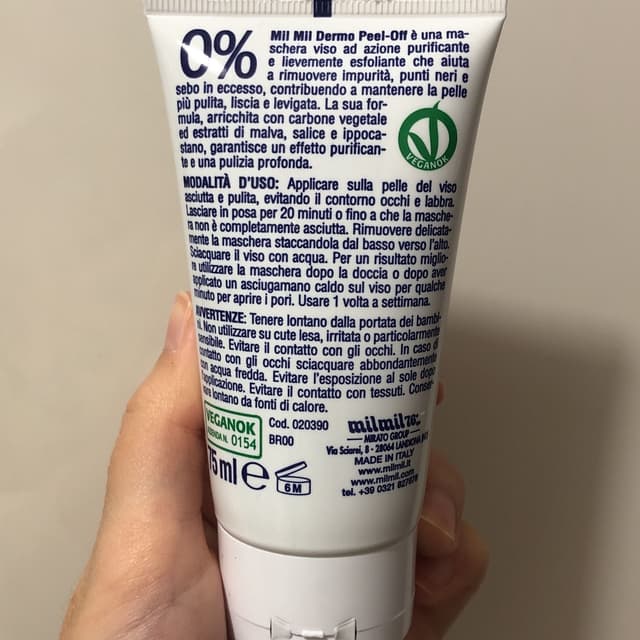 0%
Mil Mil Dermo Peel-Off è una ma-
schera viso ad azione purificante
e lievemente esfoliante che aiuta
a rimuovere impurità, punti neri e
sebo in eccesso, contribuendo a mantenere la pelle
più pulita, liscia e levigata. La sua for-
mula, arricchita con carbone vegetale
ed estratti di malva, salice e ippoca-
stano, garantisce un effetto purifican-
te e una pulizia profonda.
VEGANOK
MODALITÀ D'USO: Applicare sulla pelle del viso
asciutta e pulita, evitando il contorno occhi e labbra.
Lasciare in posa per 20 minuti o fino a che la masche-
ra non è completamente asciutta. Rimuovere delicata-
mente la maschera staccandola dal basso verso l'alto.
Sciacquare il viso con acqua. Per un risultato miglio-
re utilizzare la maschera dopo la doccia o dopo aver
applicato un asciugamano caldo sul viso per qualche
minuto per aprire i pori. Usare 1 volta a settimana.
AVVERTENZE: Tenere lontano dalla portata dei bambi-
ni. Non utilizzare su cute lesa, irritata o particolarmente
sensibile. Evitare il contatto con gli occhi. In caso di
contatto con gli occhi sciacquare abbondantemente
con acqua fredda. Evitare l'esposizione al sole dopo
l'applicazione. Evitare il contatto con tessuti. Conser-
vare lontano da fonti di calore.
VEGANOK
AZIENDA N. 0154
Cod. 020390
BR00
75 ml e
6M
milmil76
MIRATO GROUP
Via Sciarei, 8 - 28064 LANDIONA
MADE IN ITALY
www.mirato.it
www.milmil.it
tel. +39 0321